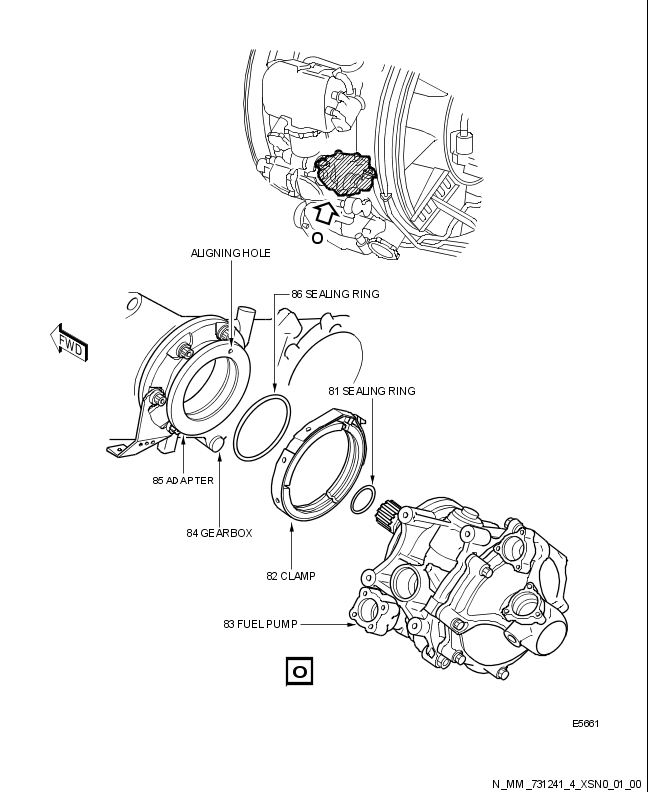 O
ALIGNING HOLE
86 SEALING RING
FWD
81 SEALING RING
85 ADAPTER
84 GEARBOX
82 CLAMP
83 FUEL PUMP
O
E5661
N_MM_731241_4_XSN0_01_00